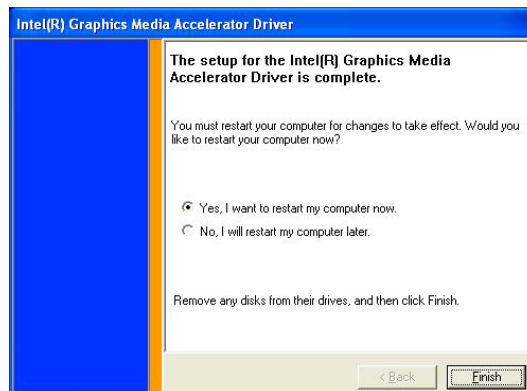 Intel(R) Graphics Media Accelerator Driver
The setup for the Intel(R) Graphics Media
Accelerator Driver is complete.
You must restart your computer for changes to take effect. Would you
like to restart your computer now?
Yes, I want to restart my computer now.
No, I will restart my computer later.
Remove any disks from their drives, and then click Finish.
< Back
Finish